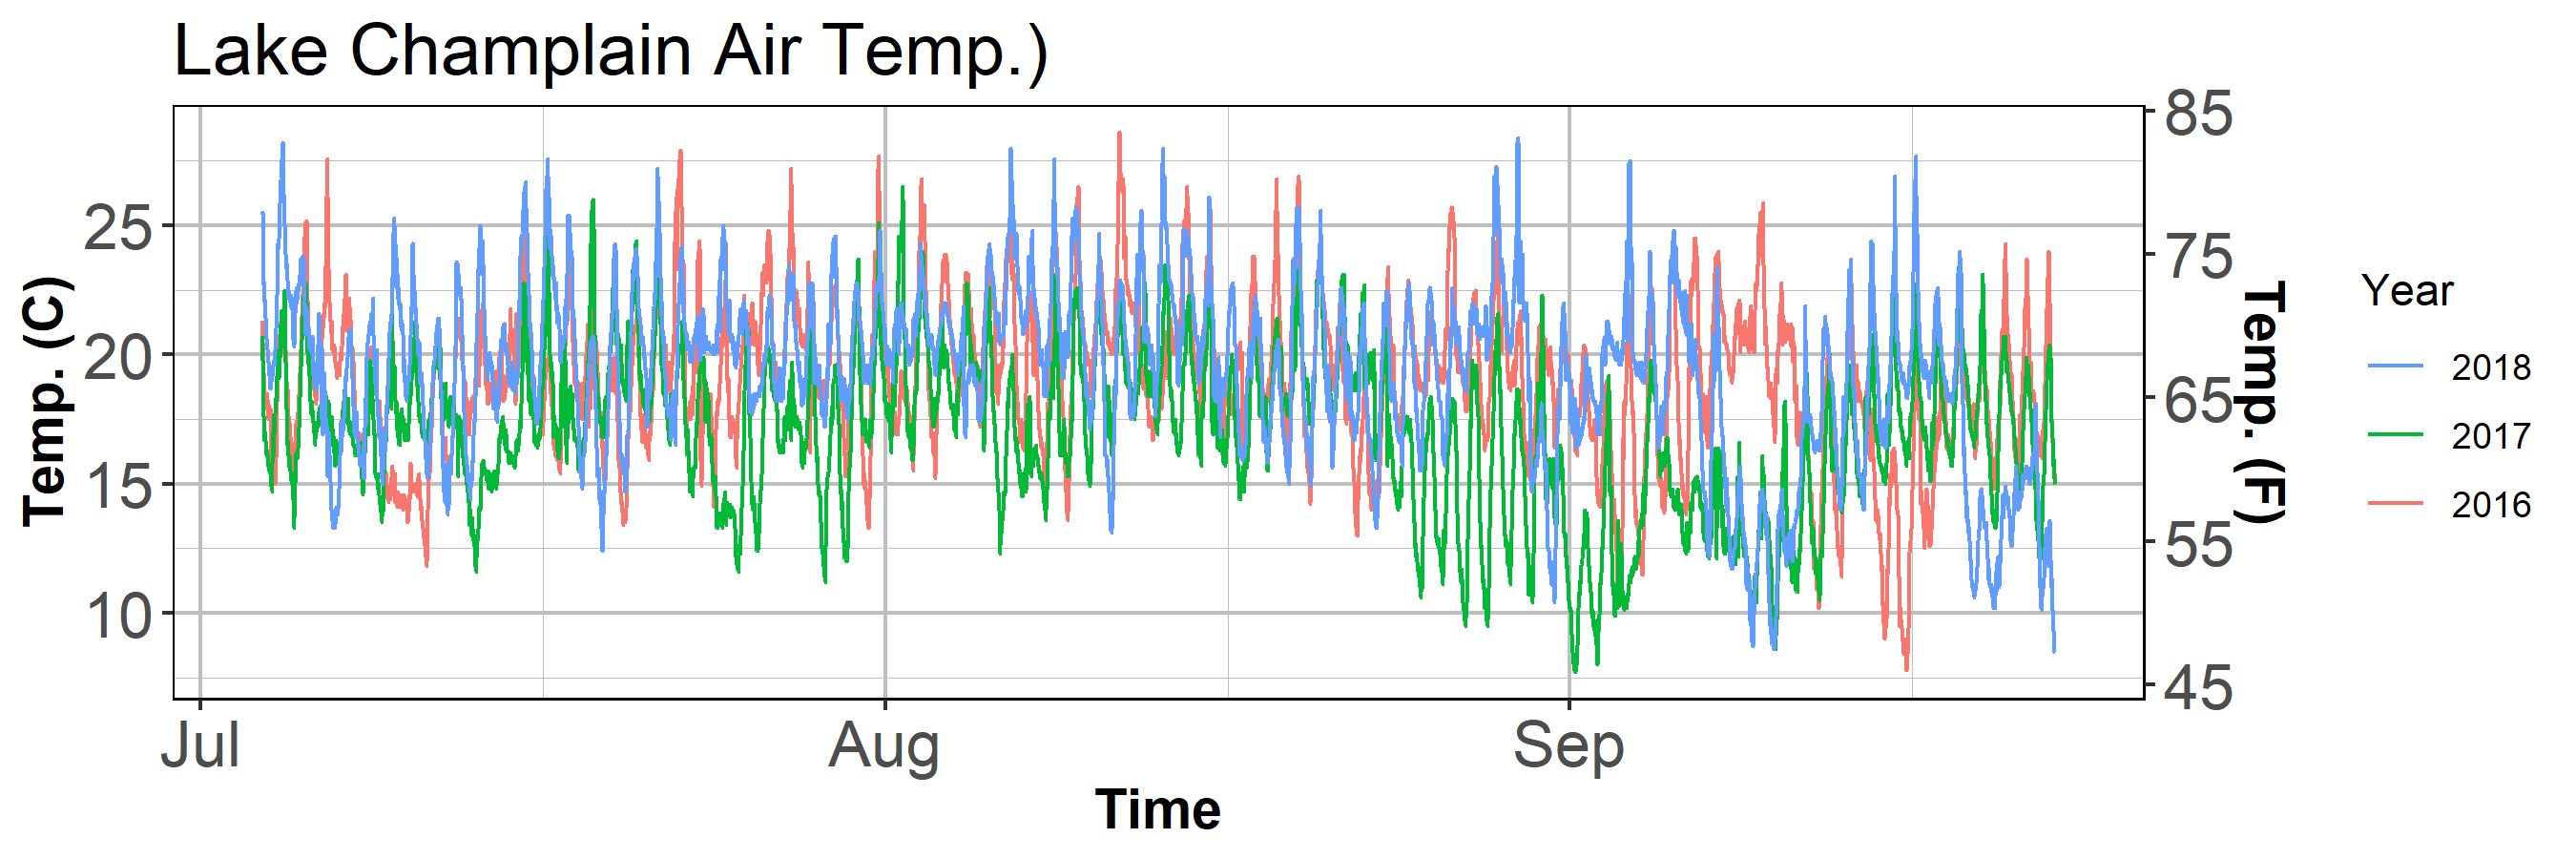 Lake Champlain Air Temp.)
Temp. (C)
25
20
15
10
85
75
65
55
45
Temp. (F)
Jul
Aug
Sep
Time
Year
2018
2017
2016